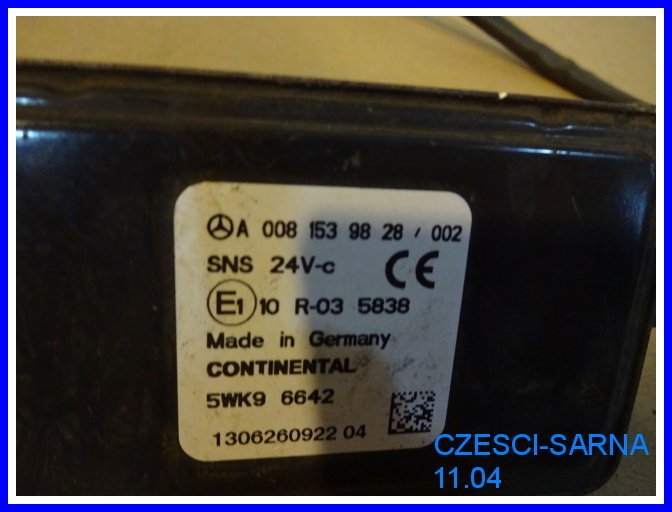 A 008 153 98 28 / 002
SNS 24V-c CE
E1 10 R-03 5838
Made in Germany
CONTINENTAL
5WK9 6642
1306260922 04
CZESCI-SARNA
11.04